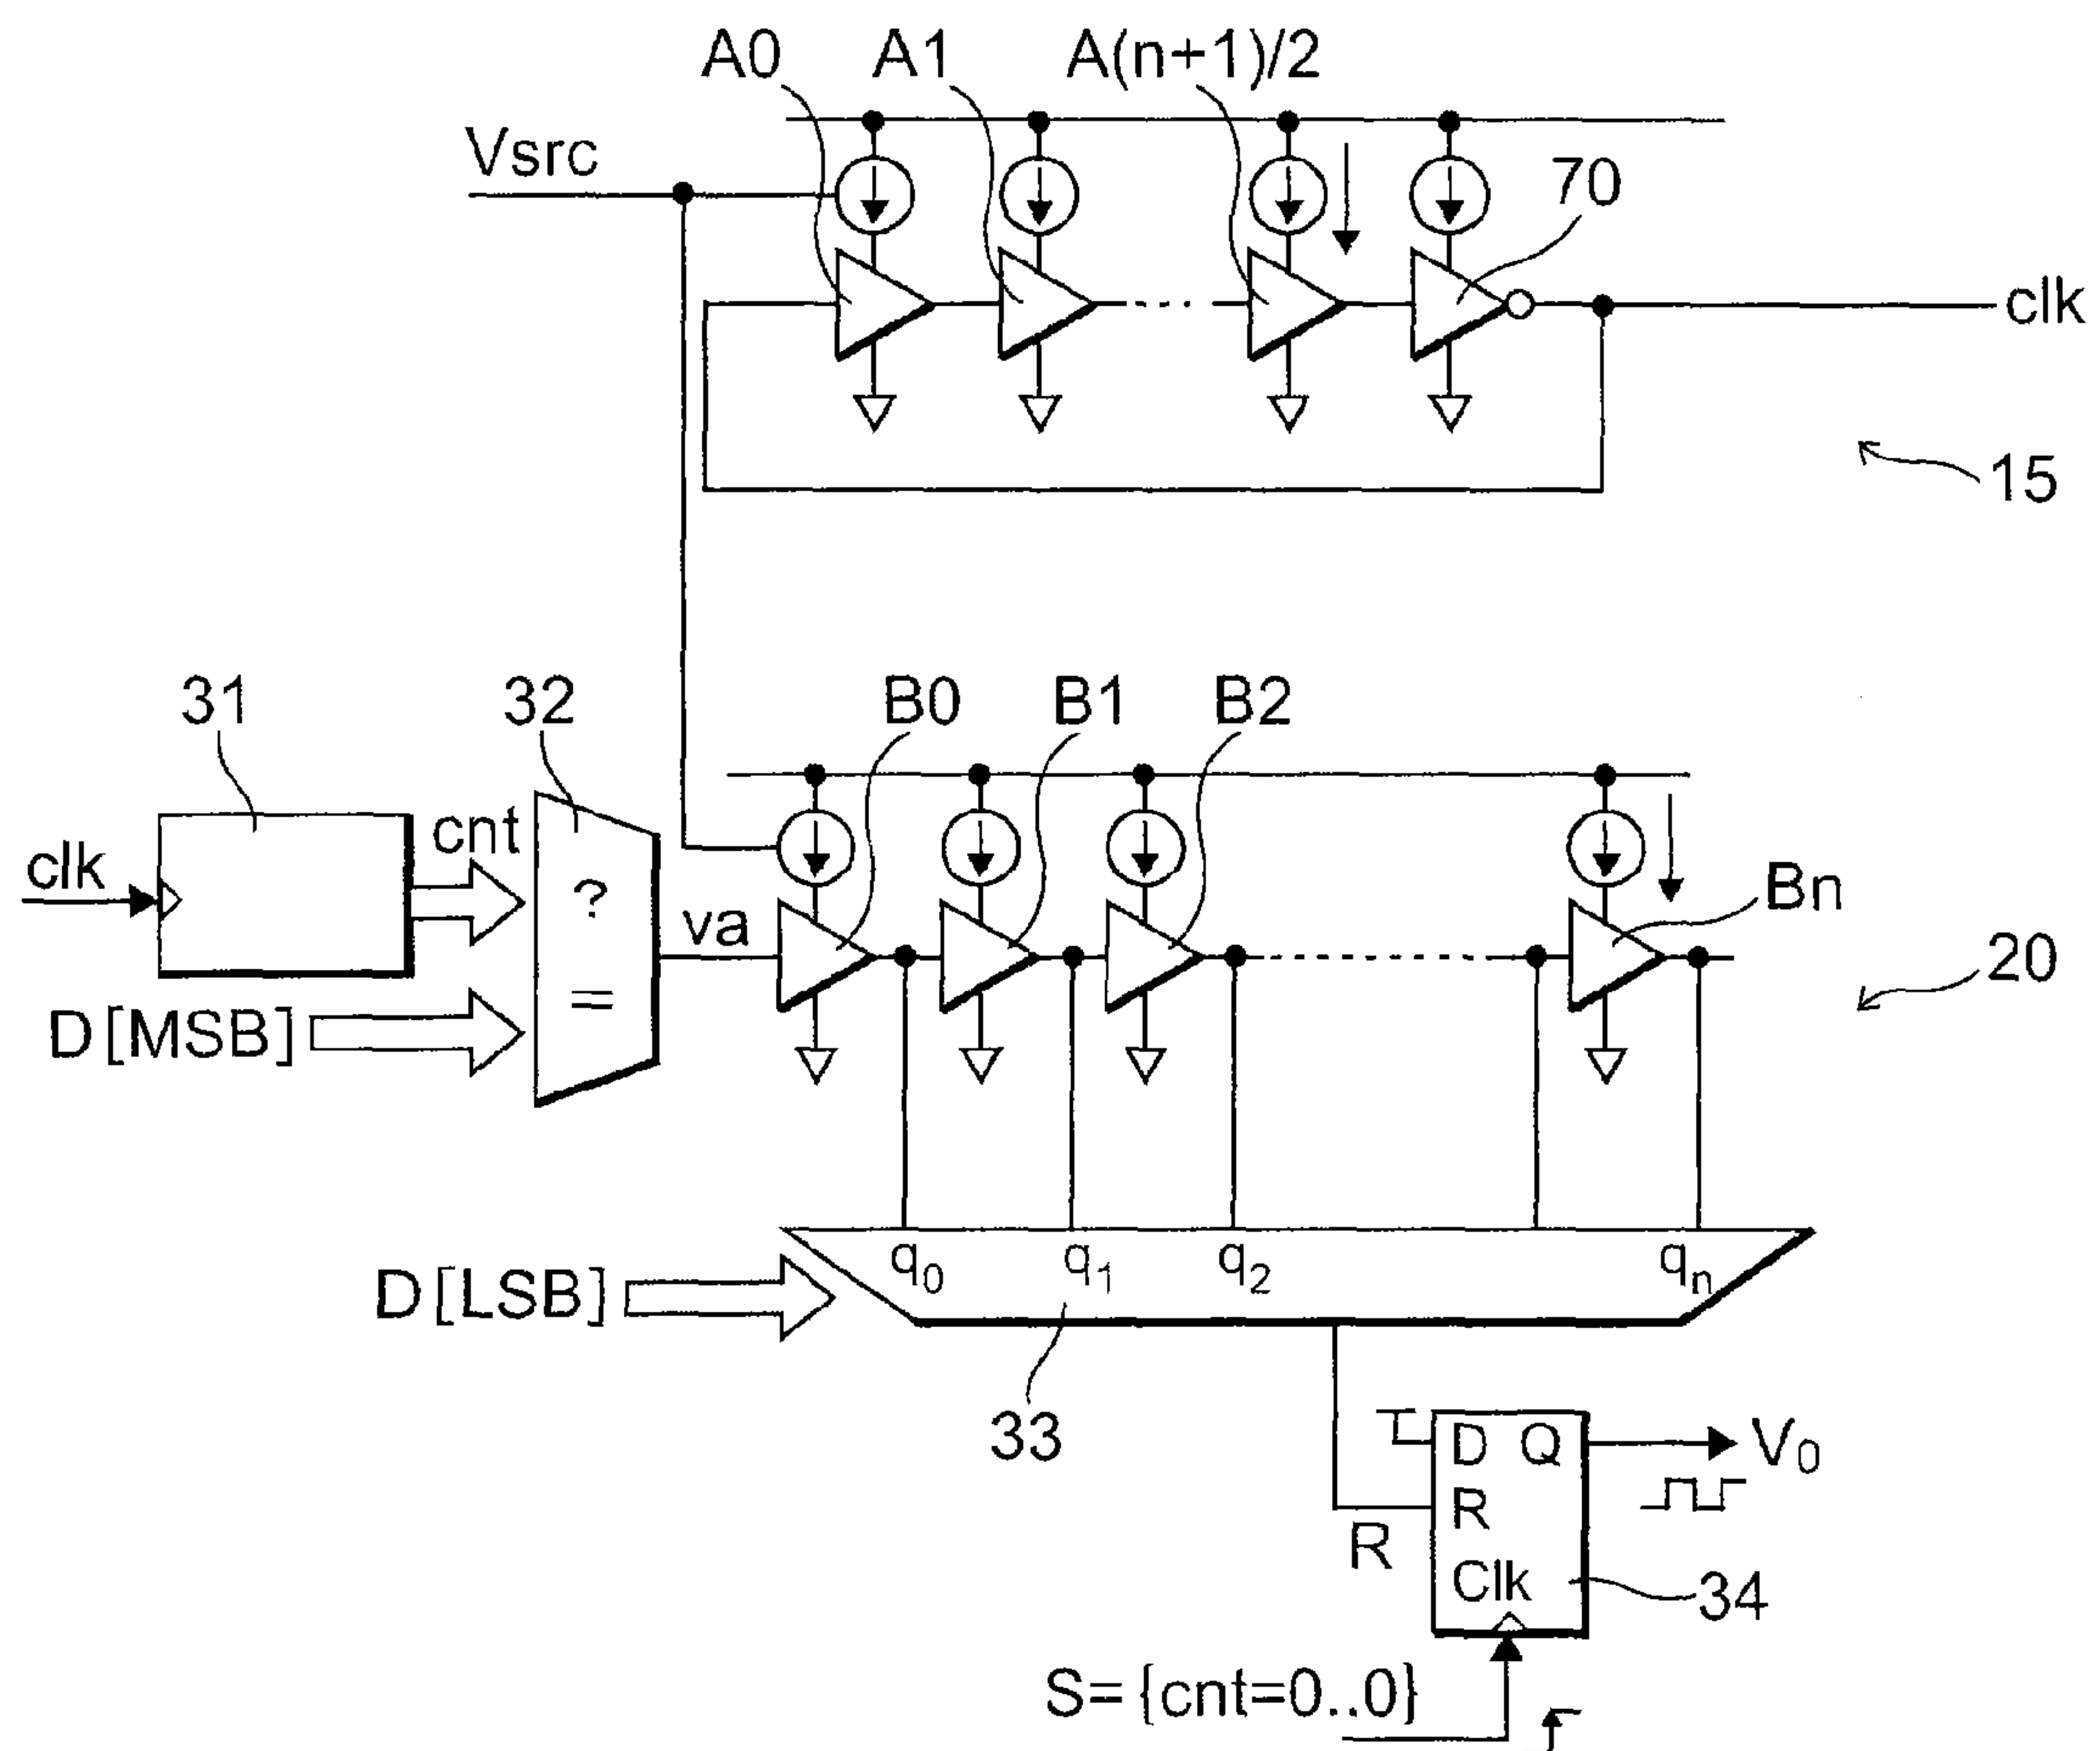 A0 A1 A(n+1)/2
Vsrc
70
clk
15
31 32 B0 B1 B2
cnt
clk
?
va
Bn
=
20
D[MSB]
q0 q1 q2 qn
D[LSB]
33
D Q V0
R
R
Clk
34
S={cnt=0..0}